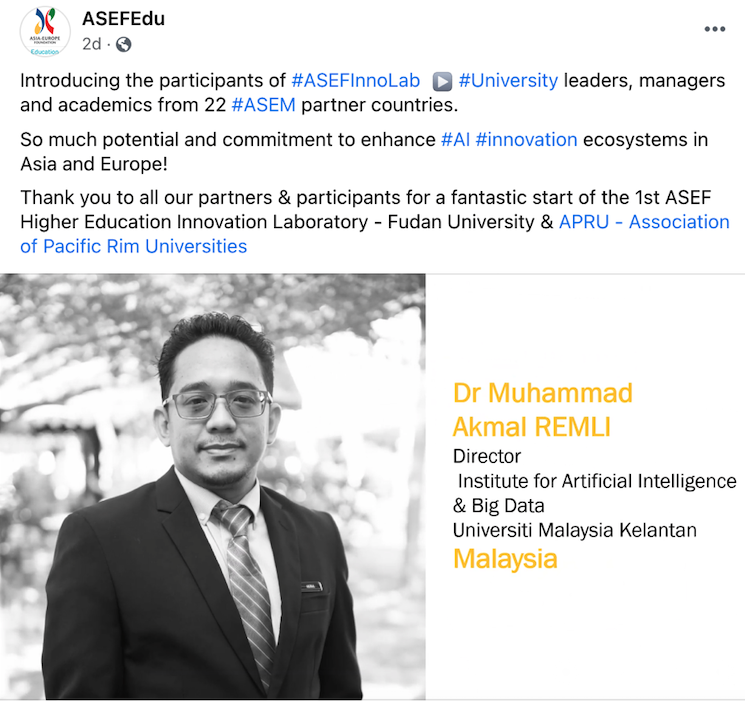 ASIA-EUROPE
FOUNDATION
Education
ASEFEdu
2d ·
Introducing the participants of #ASEFInnoLab ▶️ #University leaders, managers
and academics from 22 #ASEM partner countries.
So much potential and commitment to enhance #AI #innovation ecosystems in
Asia and Europe!
Thank you to all our partners & participants for a fantastic start of the 1st ASEF
Higher Education Innovation Laboratory - Fudan University & APRU - Association
of Pacific Rim Universities
Dr Muhammad
Akmal REMLI
Director
Institute for Artificial Intelligence
& Big Data
Universiti Malaysia Kelantan
Malaysia